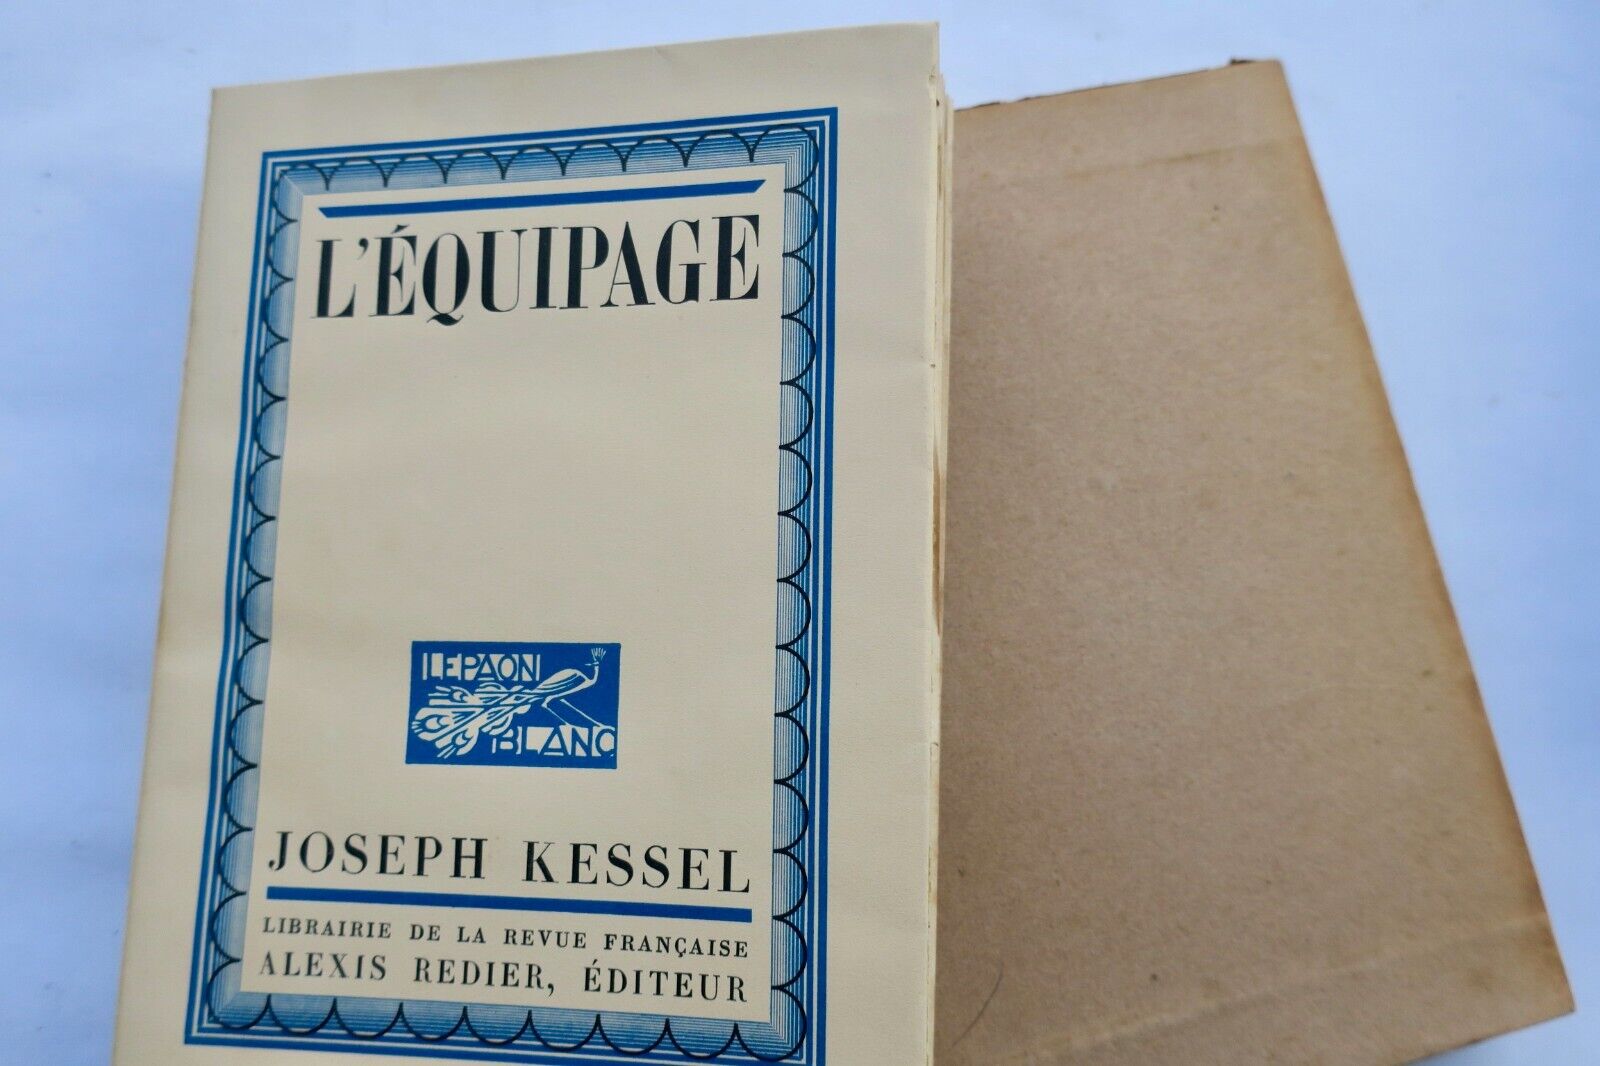 L'ÉQUIPAGE
LE PAON
BLANC
JOSEPH KESSEL
LIBRAIRIE DE LA REVUE FRANÇAISE
ALEXIS REDIER, ÉDITEUR